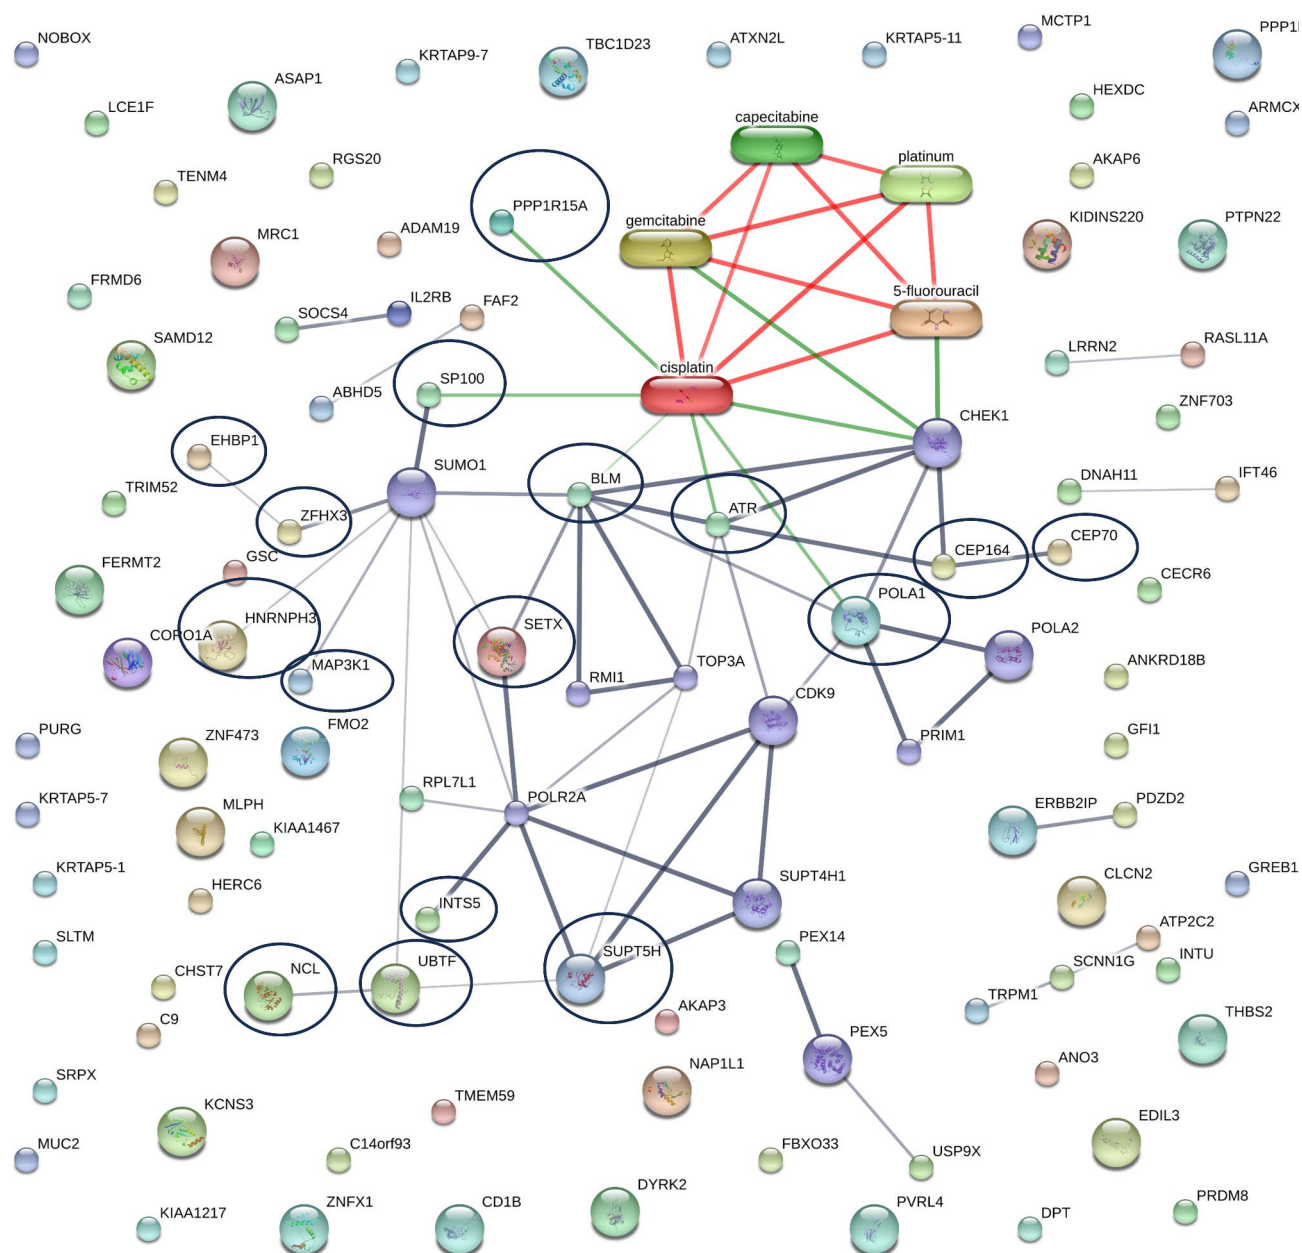 NOBOX
KRTAP9-7
TBC1D23
ATXN2L
KRTAP5-11
MCTP1
PPP1
ASAP1
LCE1F
HEXDC
ARMCX
capecitabine
platinum
RGS20
TENM4
AKAP6
PPP1R15A
gemcitabine
KIDINS220
PTPN22
MRC1
ADAM19
FRMD6
5-fluorouracil
SOCS4
IL2RB
FAF2
SAMD12
LRRN2
RASL11A
cisplatin
SP100
ABHD5
ZNF703
CHEK1
EHBP1
SUMO1
BLM
DNAH11
IFT46
TRIM52
ZFHX3
ATR
CEP164
CEP70
GSC
FERMT2
CECR6
POLA1
HNRNPH3
SETX
CORO1A
POLA2
MAP3K1
RMI1
TOP3A
ANKRD18B
CDK9
PURG
ZNF473
FMO2
PRIM1
GFI1
RPL7L1
POLR2A
KRTAP5-7
MLPH
KIAA1467
ERBB2IP
PDZD2
KRTAP5-1
HERC6
INTS5
SUPT4H1
CLCN2
GREB1
ATP2C2
SLTM
CHST7
NCL
UBTF
SUPT5H
PEX14
SCNN1G
INTU
TRPM1
C9
AKAP3
THBS2
PEX5
SRPX
KCNS3
TMEM59
NAP1L1
ANO3
EDIL3
MUC2
C14orf93
FBXO33
USP9X
KIAA1217
ZNFX1
CD1B
DYRK2
PVRL4
DPT
PRDM8